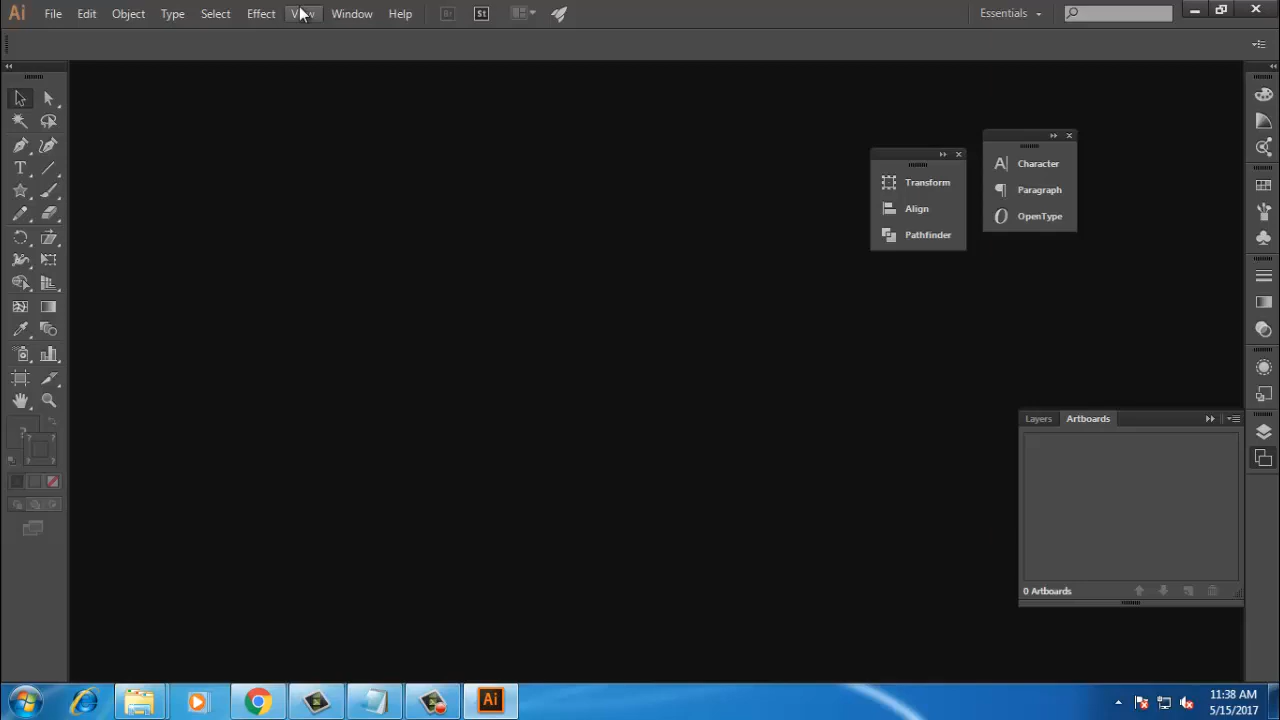 Ai File Edit Object Type Select Effect View Window Help Br St Essentials
Transform
Align
Pathfinder
Character
Paragraph
OpenType
Layers Artboards
0 Artboards
Ai
11:38 AM
5/15/2017